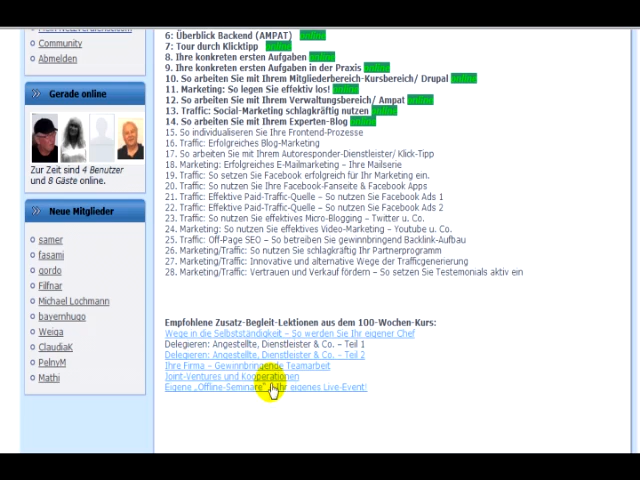 Community
Abmelden
Gerade online
Zur Zeit sind 4 Benutzer
und 8 Gäste online.
Neue Mitglieder
samer
fasami
gordo
Filfnar
Michael Lochmann
bayernhugo
Weiga
ClaudiaK
PelnyM
Mathi
6: Überblick Backend (AMPAT) online
7: Tour durch Klicktipp online
8. Ihre konkreten ersten Aufgaben online
9. Ihre konkreten ersten Aufgaben in der Praxis online
10. So arbeiten Sie mit Ihrem Mitgliederbereich-Kursbereich/ Drupal online
11. Marketing: So legen Sie effektiv los! online
12. So arbeiten Sie mit Ihrem Verwaltungsbereich/ Ampat online
13. Traffic: Social-Marketing schlagkräftig nutzen online
14. So arbeiten Sie mit Ihrem Experten-Blog online
15. So individualiseren Sie Ihre Frontend-Prozesse
16. Traffic: Erfolgreiches Blog-Marketing
17. So arbeiten Sie mit Ihrem Autoresponder-Dienstleister/ Klick-Tipp
18. Marketing: Erfolgreiches E-Mailmarketing – Ihre Mailserie
19. Traffic: So setzen Sie Facebook erfolgreich für Ihr Marketing ein.
20. Traffic: So nutzen Sie Ihre Facebook-Fanseite & Facebook Apps
21. Traffic: Effektive Paid-Traffic-Quelle – So nutzen Sie Facebook Ads 1
22. Traffic: Effektive Paid-Traffic-Quelle – So nutzen Sie Facebook Ads 2
23. Traffic: So nutzen Sie effektives Micro-Blogging – Twitter u. Co.
24. Marketing: So nutzen Sie effektives Video-Marketing – Youtube u. Co.
25. Traffic: Off-Page SEO – So betreiben Sie gewinnbringend Backlink-Aufbau
26. Marketing/Traffic: So nutzen Sie schlagkräftig Ihr Partnerprogramm
27. Marketing/Traffic: Innovative und alternative Wege der Trafficgenerierung
28. Marketing/Traffic: Vertrauen und Verkauf fördern – So setzen Sie Testemonials aktiv ein
Empfohlene Zusatz-Begleit-Lektionen aus dem 100-Wochen-Kurs:
Wege in die Selbstständigkeit – So werden Sie Ihr eigener Chef
Delegieren: Angestellte, Dienstleister & Co. – Teil 1
Delegieren: Angestellte, Dienstleister & Co. – Teil 2
Ihre Firma – Gewinnbringende Teamarbeit
Joint-Ventures und Kooperationen
Eigene „Offline-Seminare“ Ihr eigenes Live-Event!